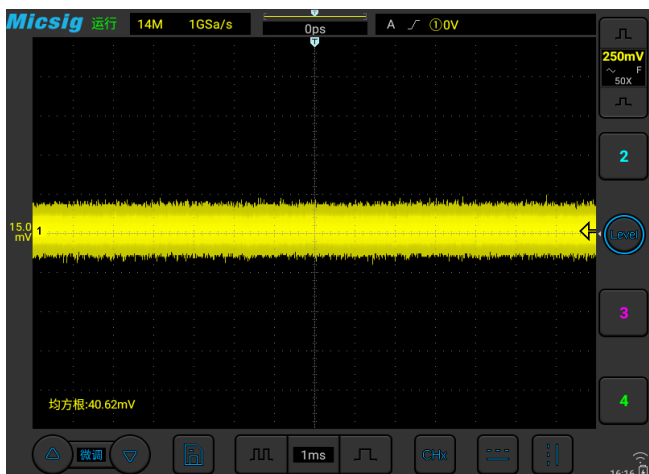 Micsig 运行 14M 1GSa/s 0ps A ①0V
T
T
250mV
F
50X
2
15.0
mV
1
Level
3
均方根:40.62mV
4
微调 1ms CHx
16:16